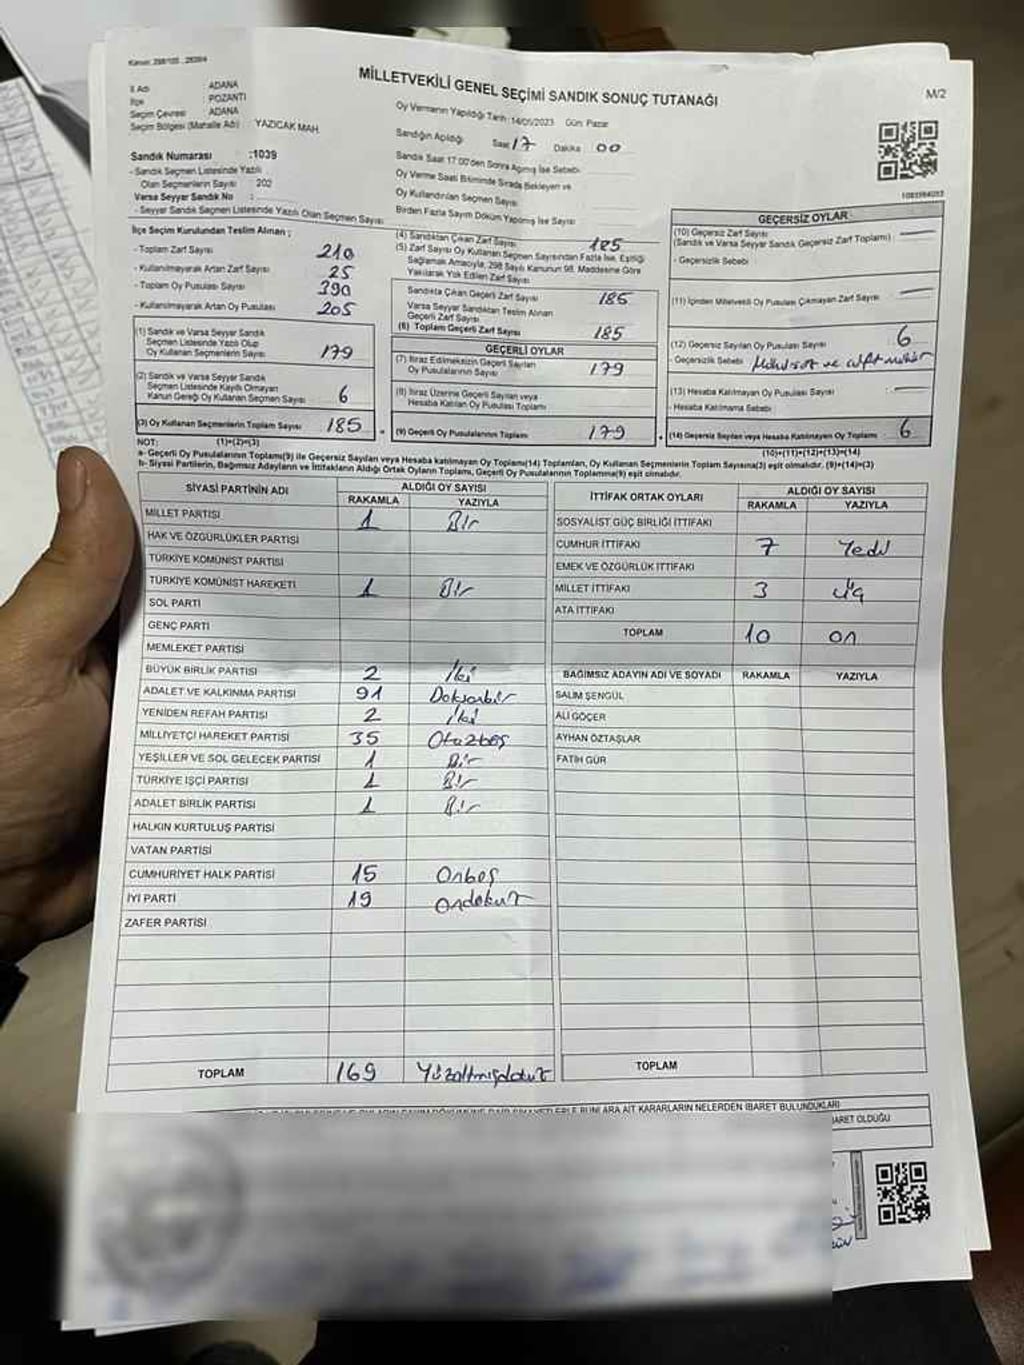 Kanun: 298/105 , 2839/4
MİLLETVEKİLİ GENEL SEÇİMİ SANDIK SONUÇ TUTANAĞI
M/2
İl Adı : ADANA
İlçe : POZANTI
Seçim Çevresi : ADANA
Seçim Bölgesi (Mahalle Adı) : YAZICAK MAH.
Oy Vermenin Yapıldığı Tarih: 14/05/2023 Gün: Pazar
Sandığın Açıldığı Saat 17 Dakika 00
Sandık Saat 17:00'den Sonra Açılmış İse Sebebi
Oy Verme Saati Bitiminde Sırada Bekleyen ve
Oy Kullandırılan Seçmen Sayısı
Birden Fazla Sayım Döküm Yapılmış İse Sayısı
Sandık Numarası :1039
- Sandık Seçmen Listesinde Yazılı
Olan Seçmenlerin Sayısı : 202
Varsa Seyyar Sandık No :
- Seyyar Sandık Seçmen Listesinde Yazılı Olan Seçmen Sayısı
İlçe Seçim Kurulundan Teslim Alınan ;
- Toplam Zarf Sayısı 210
- Kullanılmayarak Artan Zarf Sayısı 25
- Toplam Oy Pusulası Sayısı 390
- Kullanılmayarak Artan Oy Pusulası 205
(1) Sandık ve Varsa Seyyar Sandık
Seçmen Listesinde Yazılı Olup
Oy Kullanan Seçmenlerin Sayısı 179
(2) Sandık ve Varsa Seyyar Sandık
Seçmen Listesinde Kaydı Olmayan
Kanun Gereği Oy Kullanan Seçmen Sayısı 6
(3) Oy Kullanan Seçmenlerin Toplam Sayısı 185
(4) Sandıktan Çıkan Zarf Sayısı 185
(5) Zarf Sayısı Oy Kullanan Seçmen Sayısından Fazla İse, Eşitliği
Sağlamak Amacıyla, 298 Sayılı Kanunun 98. Maddesine Göre
Yakılarak Yok Edilen Zarf Sayısı
Sandıkta Çıkan Geçerli Zarf Sayısı 185
Varsa Seyyar Sandıktan Teslim Alınan
Geçerli Zarf Sayısı
(6) Toplam Geçerli Zarf Sayısı 185
GEÇERLİ OYLAR
(7) İtiraz Edilmeksizin Geçerli Sayılan
Oy Pusulalarının Sayısı 179
(8) İtiraz Üzerine Geçerli Sayılan veya
Hesaba Katılan Oy Pusulası Toplamı
(9) Geçerli Oy Pusulalarının Toplamı 179
GEÇERSİZ OYLAR
(10) Geçersiz Zarf Sayısı
(Sandık ve Varsa Seyyar Sandık Geçersiz Zarf Toplamı)
- Geçersizlik Sebebi
(11) İçinden Milletvekili Oy Pusulası Çıkmayan Zarf Sayısı
(12) Geçersiz Sayılan Oy Pusulası Sayısı 6
- Geçersizlik Sebebi
(13) Hesaba Katılmayan Oy Pusulası Sayısı
- Hesaba Katılmama Sebebi
(14) Geçersiz Sayılan veya Hesaba Katılmayan Oy Toplamı 6
NOT: (1)+(2)=(3)
(10)+(11)+(12)+(13)=(14)
a- Geçerli Oy Pusulalarının Toplamı(9) ile Geçersiz Sayılan veya Hesaba katılmayan Oy Toplamı(14) Toplamları, Oy Kullanan Seçmenlerin Toplam Sayısına(3) eşit olmalıdır. (9)+(14)=(3)
b- Siyasi Partilerin, Bağımsız Adayların ve İttifakların Aldığı Ortak Oyların Toplamı, Geçerli Oy Pusulalarının Toplamına(9) eşit olmalıdır.
SİYASİ PARTİNİN ADI ALDIĞI OY SAYISI
RAKAMLA YAZIYLA
MİLLET PARTİSİ 1 Bir
HAK VE ÖZGÜRLÜKLER PARTİSİ
TÜRKİYE KOMÜNİST PARTİSİ
TÜRKİYE KOMÜNİST HAREKETİ 1 Bir
SOL PARTİ
GENÇ PARTİ
MEMLEKET PARTİSİ
BÜYÜK BİRLİK PARTİSİ 2 İki
ADALET VE KALKINMA PARTİSİ 91 Doksanbir
YENİDEN REFAH PARTİSİ 2 İki
MİLLİYETÇİ HAREKET PARTİSİ 35 Otuzbeş
YEŞİLLER VE SOL GELECEK PARTİSİ 1 Bir
TÜRKİYE İŞÇİ PARTİSİ 1 Bir
ADALET BİRLİK PARTİSİ 1 Bir
HALKIN KURTULUŞ PARTİSİ
VATAN PARTİSİ
CUMHURİYET HALK PARTİSİ 15 Onbeş
İYİ PARTİ 19 Ondokuz
ZAFER PARTİSİ
TOPLAM 169 Yüzaltmışdokuz
İTTİFAK ORTAK OYLARI ALDIĞI OY SAYISI
RAKAMLA YAZIYLA
SOSYALİST GÜÇ BİRLİĞİ İTTİFAKI
CUMHUR İTTİFAKI 7 Yedi
EMEK VE ÖZGÜRLÜK İTTİFAKI
MİLLET İTTİFAKI 3 Üç
ATA İTTİFAKI
TOPLAM 10 on
BAĞIMSIZ ADAYIN ADI VE SOYADI RAKAMLA YAZIYLA
SALİM ŞENGÜL
ALİ GÖÇER
AYHAN ÖZTAŞLAR
FATİH GÜR
TOPLAM
KARARLARIN NELERDEN İBARET BULUNDUKLARI
İBARET OLDUĞU